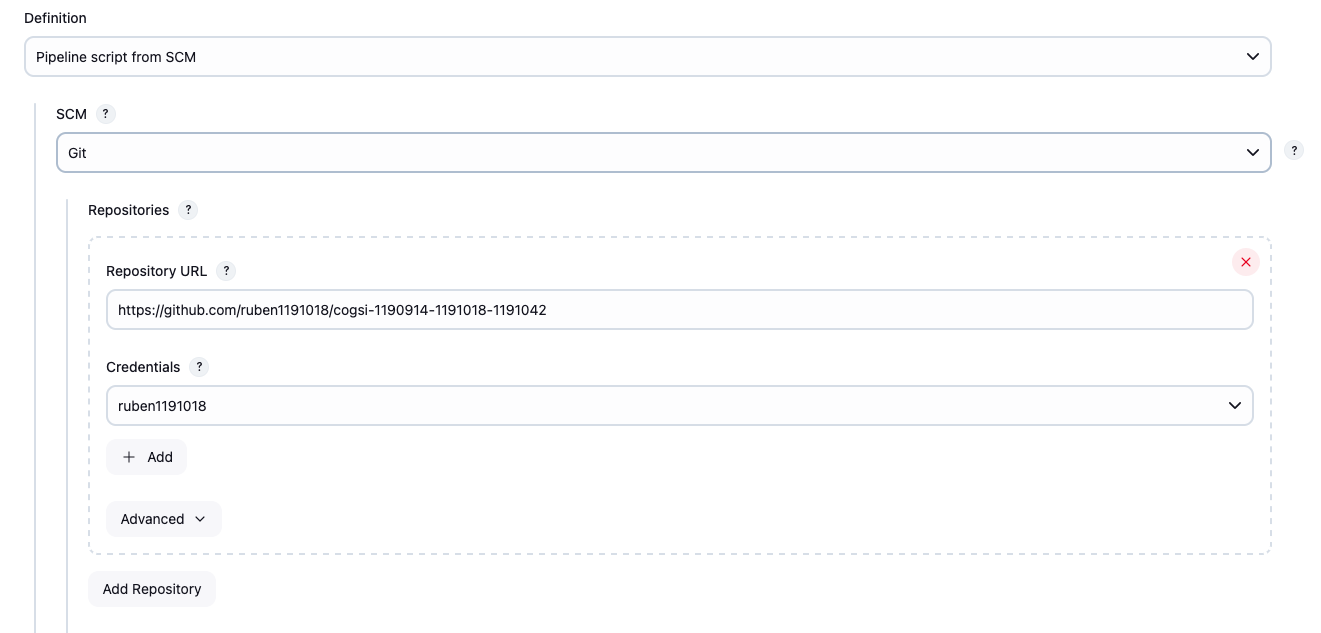 Definition
Pipeline script from SCM
SCM ?
Git
?
Repositories ?
Repository URL ?
https://github.com/ruben1191018/cogsi-1190914-1191018-1191042
Credentials ?
ruben1191018
+ Add
Advanced
Add Repository